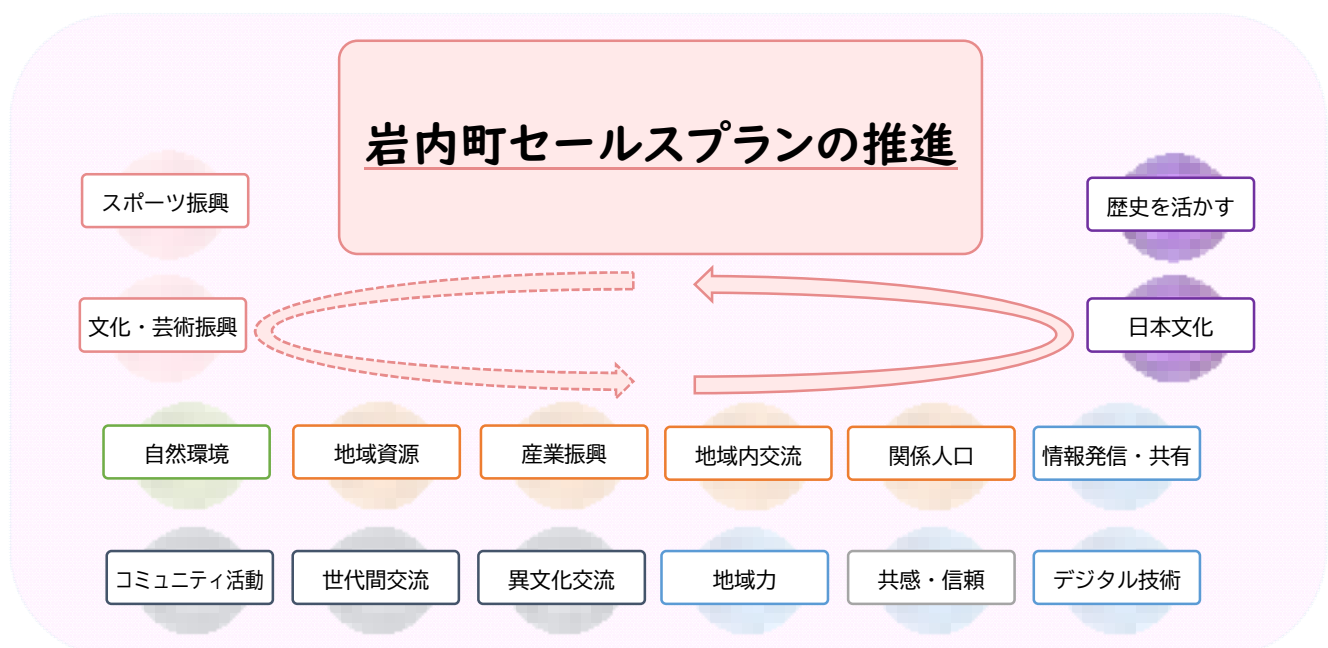 岩内町セールスプランの推進
スポーツ振興
歴史を活かす
文化・芸術振興
日本文化
自然環境
地域資源
産業振興
地域内交流
関係人口
情報発信・共有
コミュニティ活動
世代間交流
異文化交流
地域力
共感・信頼
デジタル技術